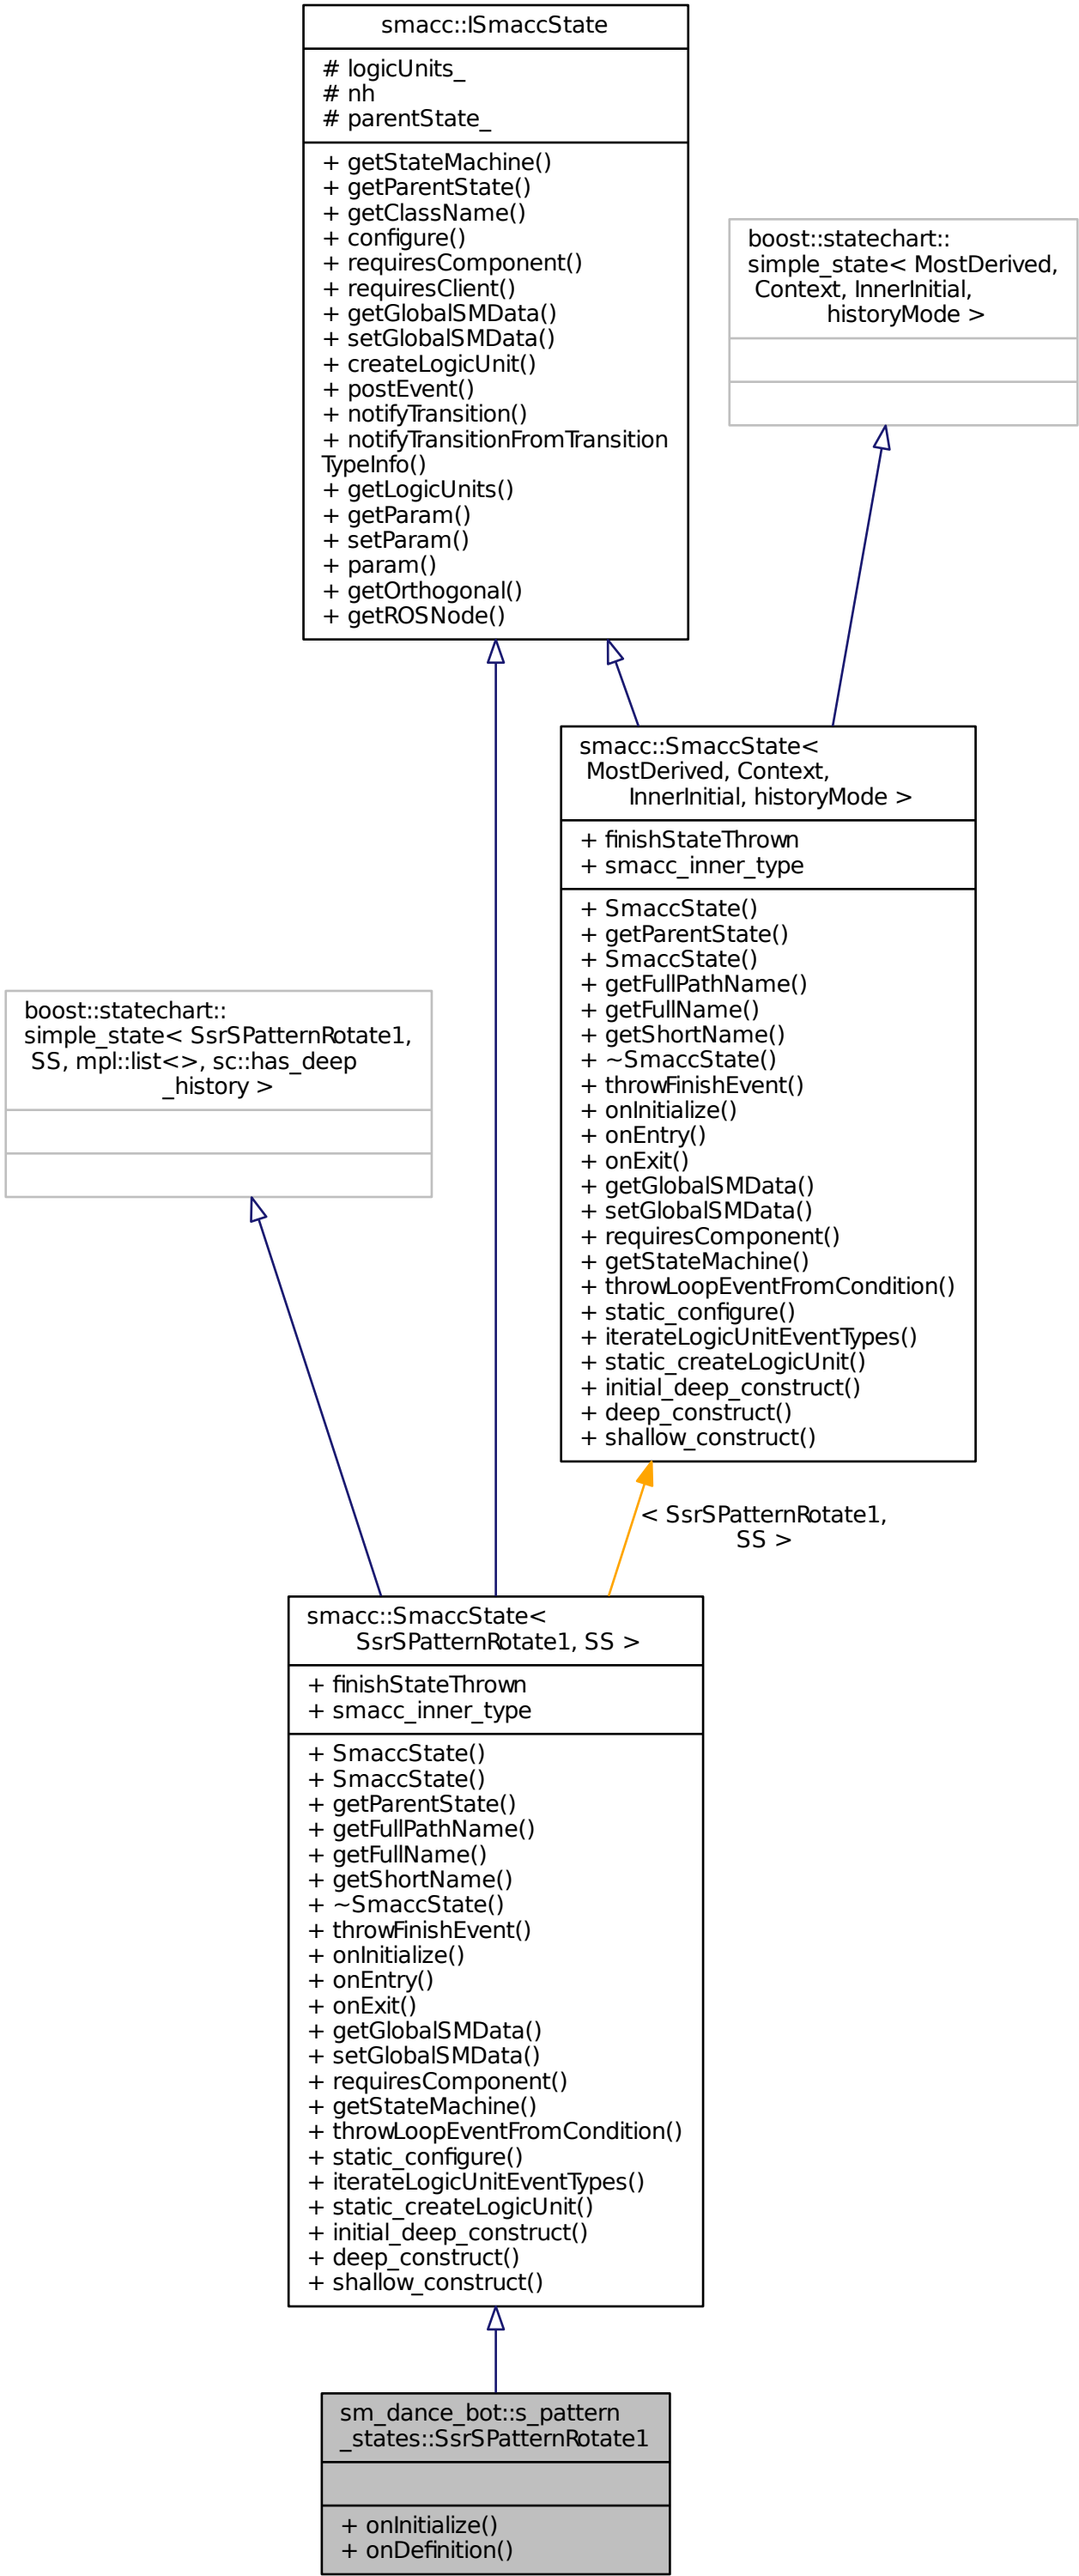 smacc::ISmaccState
# logicUnits_
# nh
# parentState_
+ getStateMachine()
+ getParentState()
+ getClassName()
+ configure()
+ requiresComponent()
+ requiresClient()
+ getGlobalSMData()
+ setGlobalSMData()
+ createLogicUnit()
+ postEvent()
+ notifyTransition()
+ notifyTransitionFromTransition
TypeInfo()
+ getLogicUnits()
+ getParam()
+ setParam()
+ param()
+ getOrthogonal()
+ getROSNode()
boost::statechart::
simple_state< MostDerived,
Context, InnerInitial,
historyMode >
smacc::SmaccState<
MostDerived, Context,
InnerInitial, historyMode >
+ finishStateThrown
+ smacc_inner_type
+ SmaccState()
+ getParentState()
+ SmaccState()
+ getFullPathName()
+ getFullName()
+ getShortName()
+ ~SmaccState()
+ throwFinishEvent()
+ onInitialize()
+ onEntry()
+ onExit()
+ getGlobalSMData()
+ setGlobalSMData()
+ requiresComponent()
+ getStateMachine()
+ throwLoopEventFromCondition()
+ static_configure()
+ iterateLogicUnitEventTypes()
+ static_createLogicUnit()
+ initial_deep_construct()
+ deep_construct()
+ shallow_construct()
boost::statechart::
simple_state< SsrSPatternRotate1,
SS, mpl::list<>, sc::has_deep
_history >
< SsrSPatternRotate1,
SS >
smacc::SmaccState<
SsrSPatternRotate1, SS >
+ finishStateThrown
+ smacc_inner_type
+ SmaccState()
+ SmaccState()
+ getParentState()
+ getFullPathName()
+ getFullName()
+ getShortName()
+ ~SmaccState()
+ throwFinishEvent()
+ onInitialize()
+ onEntry()
+ onExit()
+ getGlobalSMData()
+ setGlobalSMData()
+ requiresComponent()
+ getStateMachine()
+ throwLoopEventFromCondition()
+ static_configure()
+ iterateLogicUnitEventTypes()
+ static_createLogicUnit()
+ initial_deep_construct()
+ deep_construct()
+ shallow_construct()
sm_dance_bot::s_pattern
_states::SsrSPatternRotate1
+ onInitialize()
+ onDefinition()